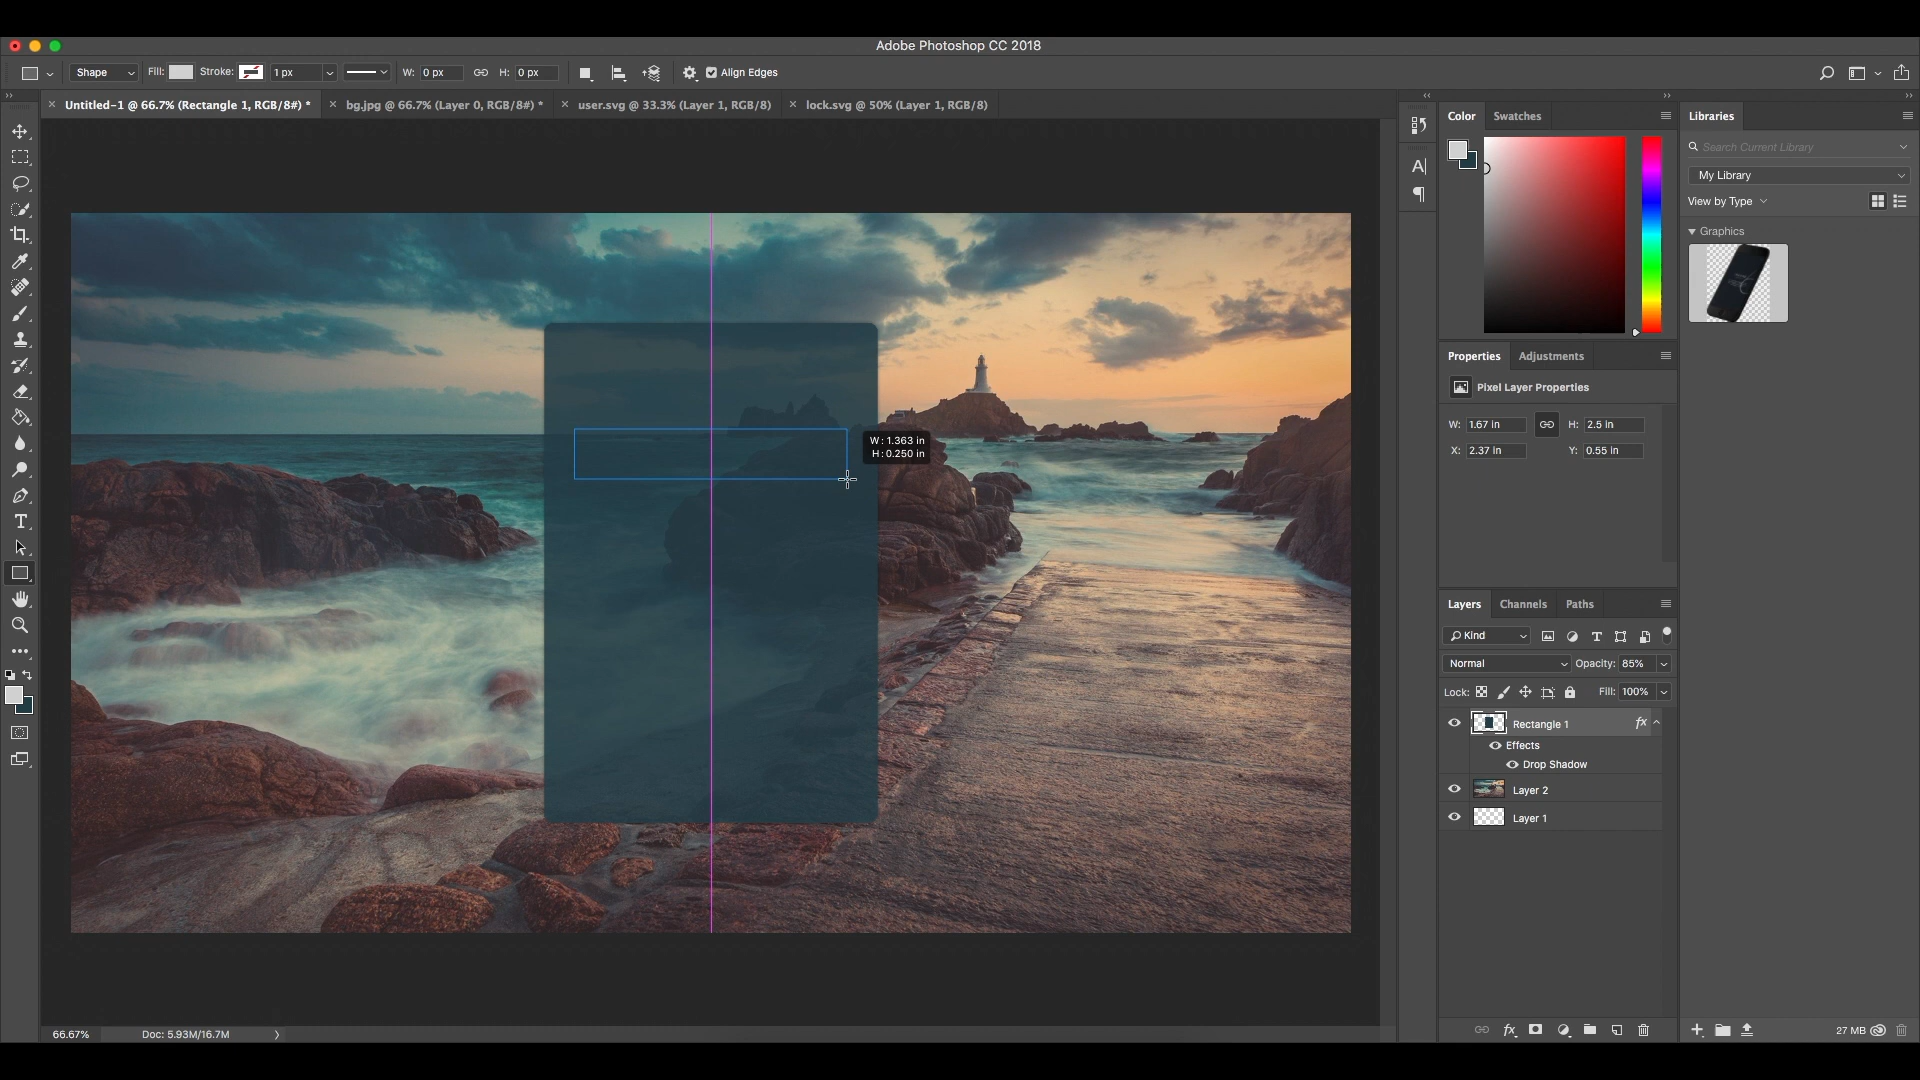 Adobe Photoshop CC 2018
Shape Fill: Stroke: 1 px W: 0 px H: 0 px Align Edges
Untitled-1 @ 66.7% (Rectangle 1, RGB/8#) * bg.jpg @ 66.7% (Layer 0, RGB/8#) * user.svg @ 33.3% (Layer 1, RGB/8) lock.svg @ 50% (Layer 1, RGB/8)
Color Swatches
Libraries
Search Current Library
My Library
View by Type
Graphics
W: 1.363 in
H: 0.250 in
Properties Adjustments
Pixel Layer Properties
W: 1.67 in H: 2.5 in
X: 2.37 in Y: 0.55 in
Layers Channels Paths
Kind
Normal Opacity: 85%
Lock: Fill: 100%
Rectangle 1 fx
Effects
Drop Shadow
Layer 2
Layer 1
66.67% Doc: 5.93M/16.7M
fx
27 MB